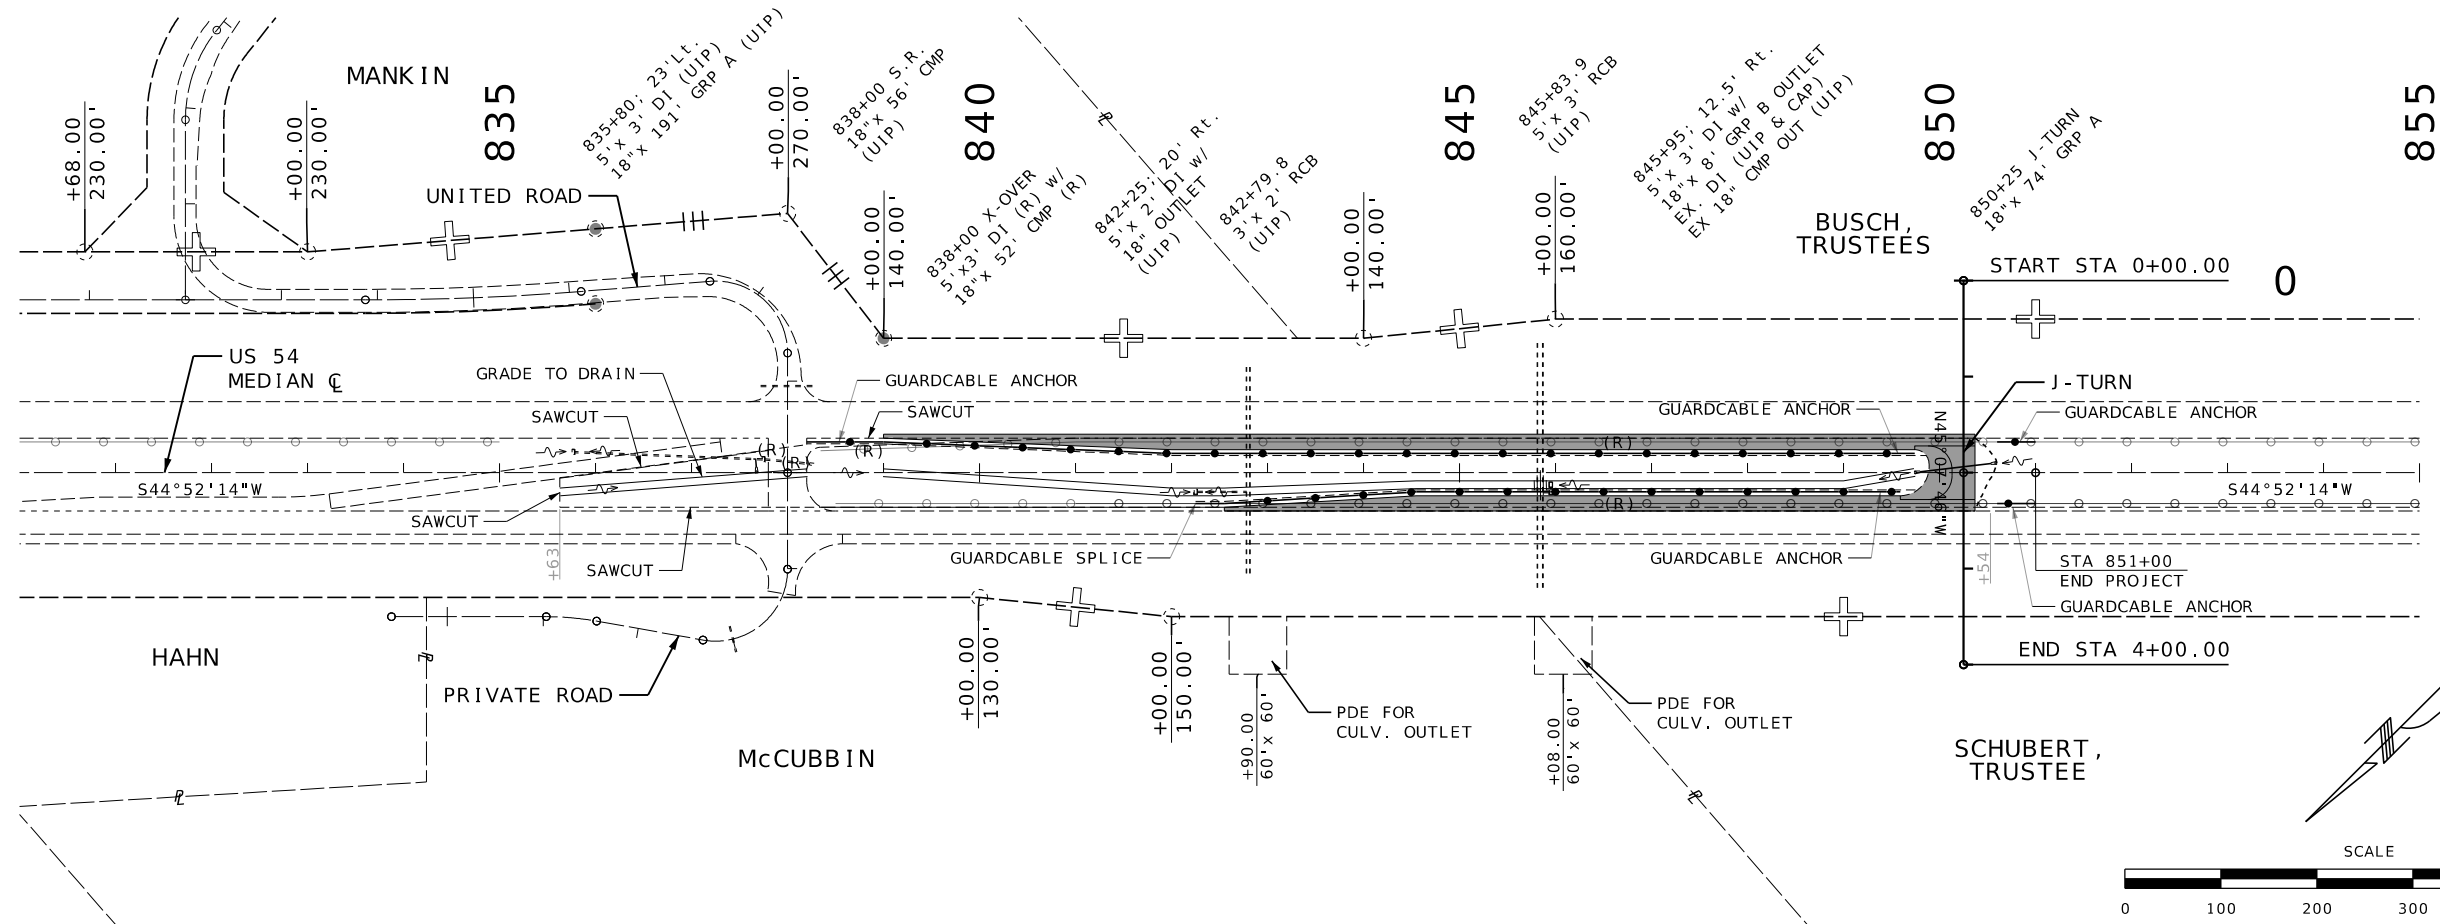 MANKIN
+68.00
230.00'
+00.00
230.00'
835
835+80; 23'Lt.
5'x 3' DI (UIP)
18"x 191' GRP A (UIP)
+00.00
270.00'
838+00 S.R.
18"x 56' CMP
(UIP)
840
+00.00
140.00'
838+00 X-OVER
5'x3' DI (R) w/
18"x 52' CMP (R)
842+25; 20' Rt.
5'x 2' DI w/
18" OUTLET
(UIP)
842+79.8
3'x 2' RCB
(UIP)
+00.00
140.00'
845
845+83.9
5'x 3' RCB
(UIP)
+00.00
160.00'
845+95; 12.5' Rt.
5'x 3' DI w/
18"x 8' GRP B OUTLET
EX. DI (UIP & CAP)
EX 18" CMP OUT (UIP)
850
850+25 J-TURN
18"x 74' GRP A
855
BUSCH,
TRUSTEES
START STA 0+00.00
0
UNITED ROAD
US 54
MEDIAN ℄
GRADE TO DRAIN
GUARDCABLE ANCHOR
SAWCUT
SAWCUT
GUARDCABLE ANCHOR
J-TURN
GUARDCABLE ANCHOR
(R)
(R)
(R)
(R)
(R)
N45°07'46"W
S44°52'14"W
S44°52'14"W
SAWCUT
SAWCUT
+63
GUARDCABLE SPLICE
GUARDCABLE ANCHOR
+54
STA 851+00
END PROJECT
GUARDCABLE ANCHOR
HAHN
PRIVATE ROAD
McCUBBIN
+00.00
130.00'
+00.00
150.00'
+90.00
60'x 60'
PDE FOR
CULV. OUTLET
+08.00
60'x 60'
PDE FOR
CULV. OUTLET
END STA 4+00.00
SCHUBERT,
TRUSTEE
SCALE
0 100 200 300